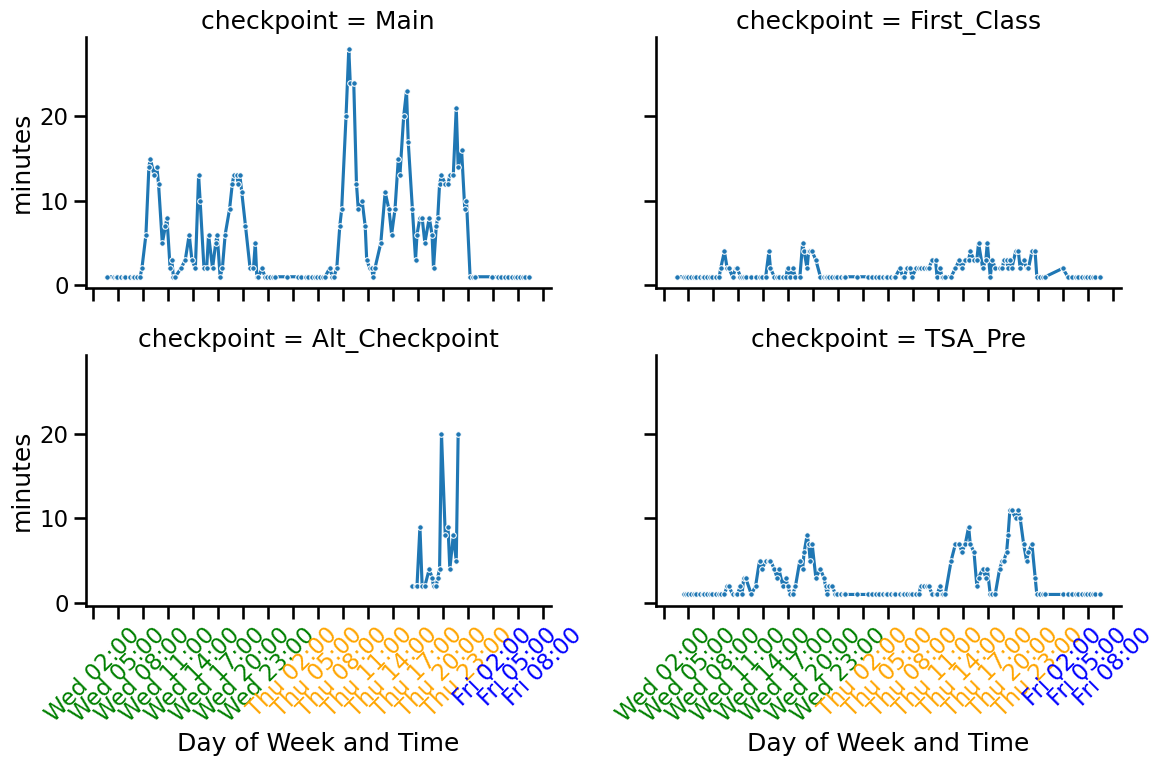 checkpoint = Main
checkpoint = First_Class
minutes
20
10
0
checkpoint = Alt_Checkpoint
checkpoint = TSA_Pre
minutes
20
10
0
Wed 02:00
Wed 05:00
Wed 08:00
Wed 11:00
Wed 14:00
Wed 17:00
Wed 20:00
Wed 23:00
Thu 02:00
Thu 05:00
Thu 08:00
Thu 11:00
Thu 14:00
Thu 17:00
Thu 20:00
Thu 23:00
Fri 02:00
Fri 05:00
Fri 08:00
Wed 02:00
Wed 05:00
Wed 08:00
Wed 11:00
Wed 14:00
Wed 17:00
Wed 20:00
Wed 23:00
Thu 02:00
Thu 05:00
Thu 08:00
Thu 11:00
Thu 14:00
Thu 17:00
Thu 20:00
Thu 23:00
Fri 02:00
Fri 05:00
Fri 08:00
Day of Week and Time
Day of Week and Time